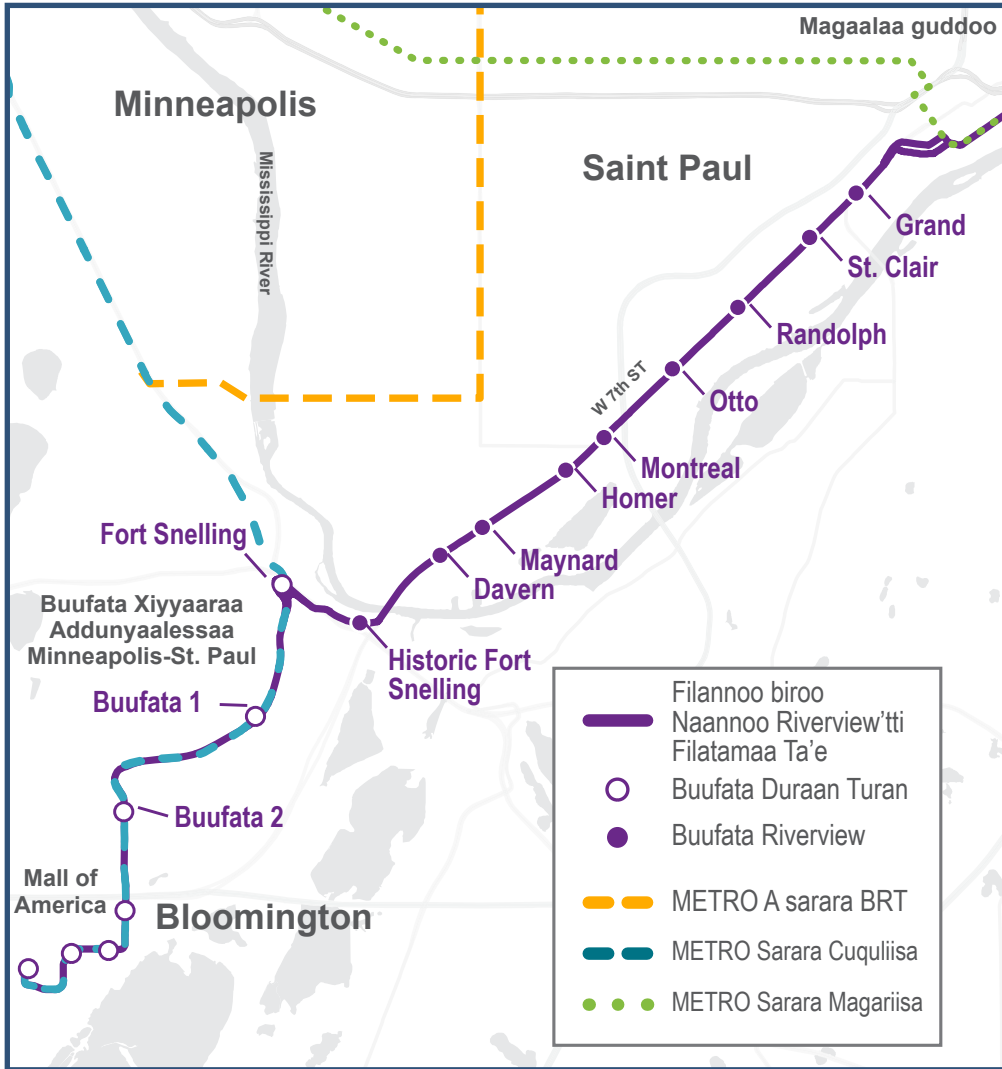 Magaalaa guddoo
Minneapolis
Mississippi River
Saint Paul
Grand
St. Clair
Randolph
Otto
W 7th ST
Montreal
Homer
Maynard
Davern
Fort Snelling
Buufata Xiyyaaraa
Addunyaalessaa
Minneapolis-St. Paul
Historic Fort
Snelling
Buufata 1
Buufata 2
Mall of
America
Bloomington
Filannoo biroo
Naannoo Riverview’tti
Filatamaa Ta’e
Buufata Duraan Turan
Buufata Riverview
METRO A sarara BRT
METRO Sarara Cuquliisa
METRO Sarara Magariisa